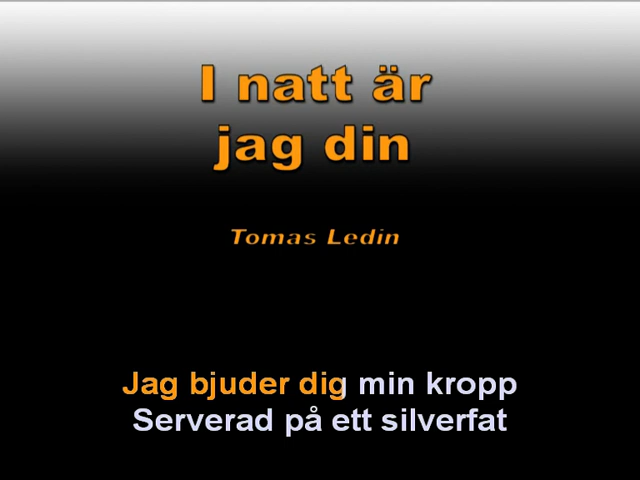 I natt är
jag din
Tomas Ledin
Jag bjuder dig min kropp
Serverad på ett silverfat